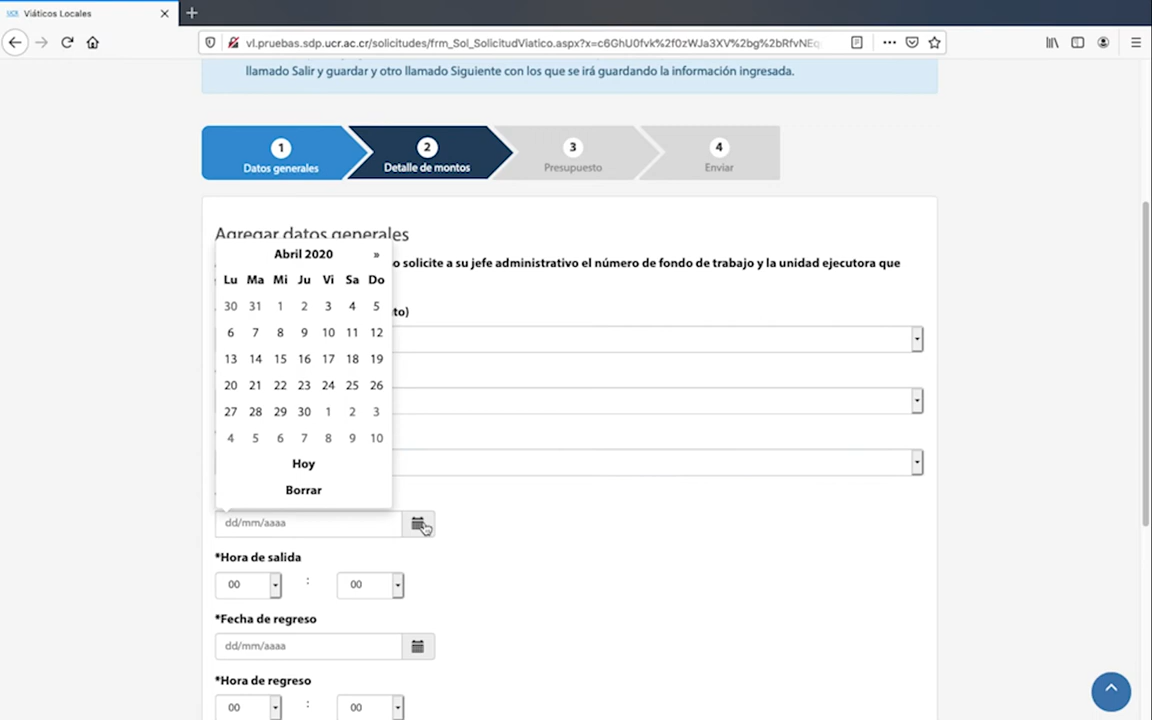 UCR Viáticos Locales
vl.pruebas.sdp.ucr.ac.cr/solicitudes/frm_Sol_SolicitudViatico.aspx?x=c6GhU0fvk%2f0zWJa3XV%2bg%2bRfvNEq
llamado Salir y guardar y otro llamado Siguiente con los que se irá guardando la información ingresada.
1 2 3 4
Datos generales Detalle de montos Presupuesto Enviar
Agregar datos generales
o solicite a su jefe administrativo el número de fondo de trabajo y la unidad ejecutora que
to)
Abril 2020 »
Lu Ma Mi Ju Vi Sa Do
30 31 1 2 3 4 5
6 7 8 9 10 11 12
13 14 15 16 17 18 19
20 21 22 23 24 25 26
27 28 29 30 1 2 3
4 5 6 7 8 9 10
Hoy
Borrar
dd/mm/aaaa
*Hora de salida
00 : 00
*Fecha de regreso
dd/mm/aaaa
*Hora de regreso
00 : 00